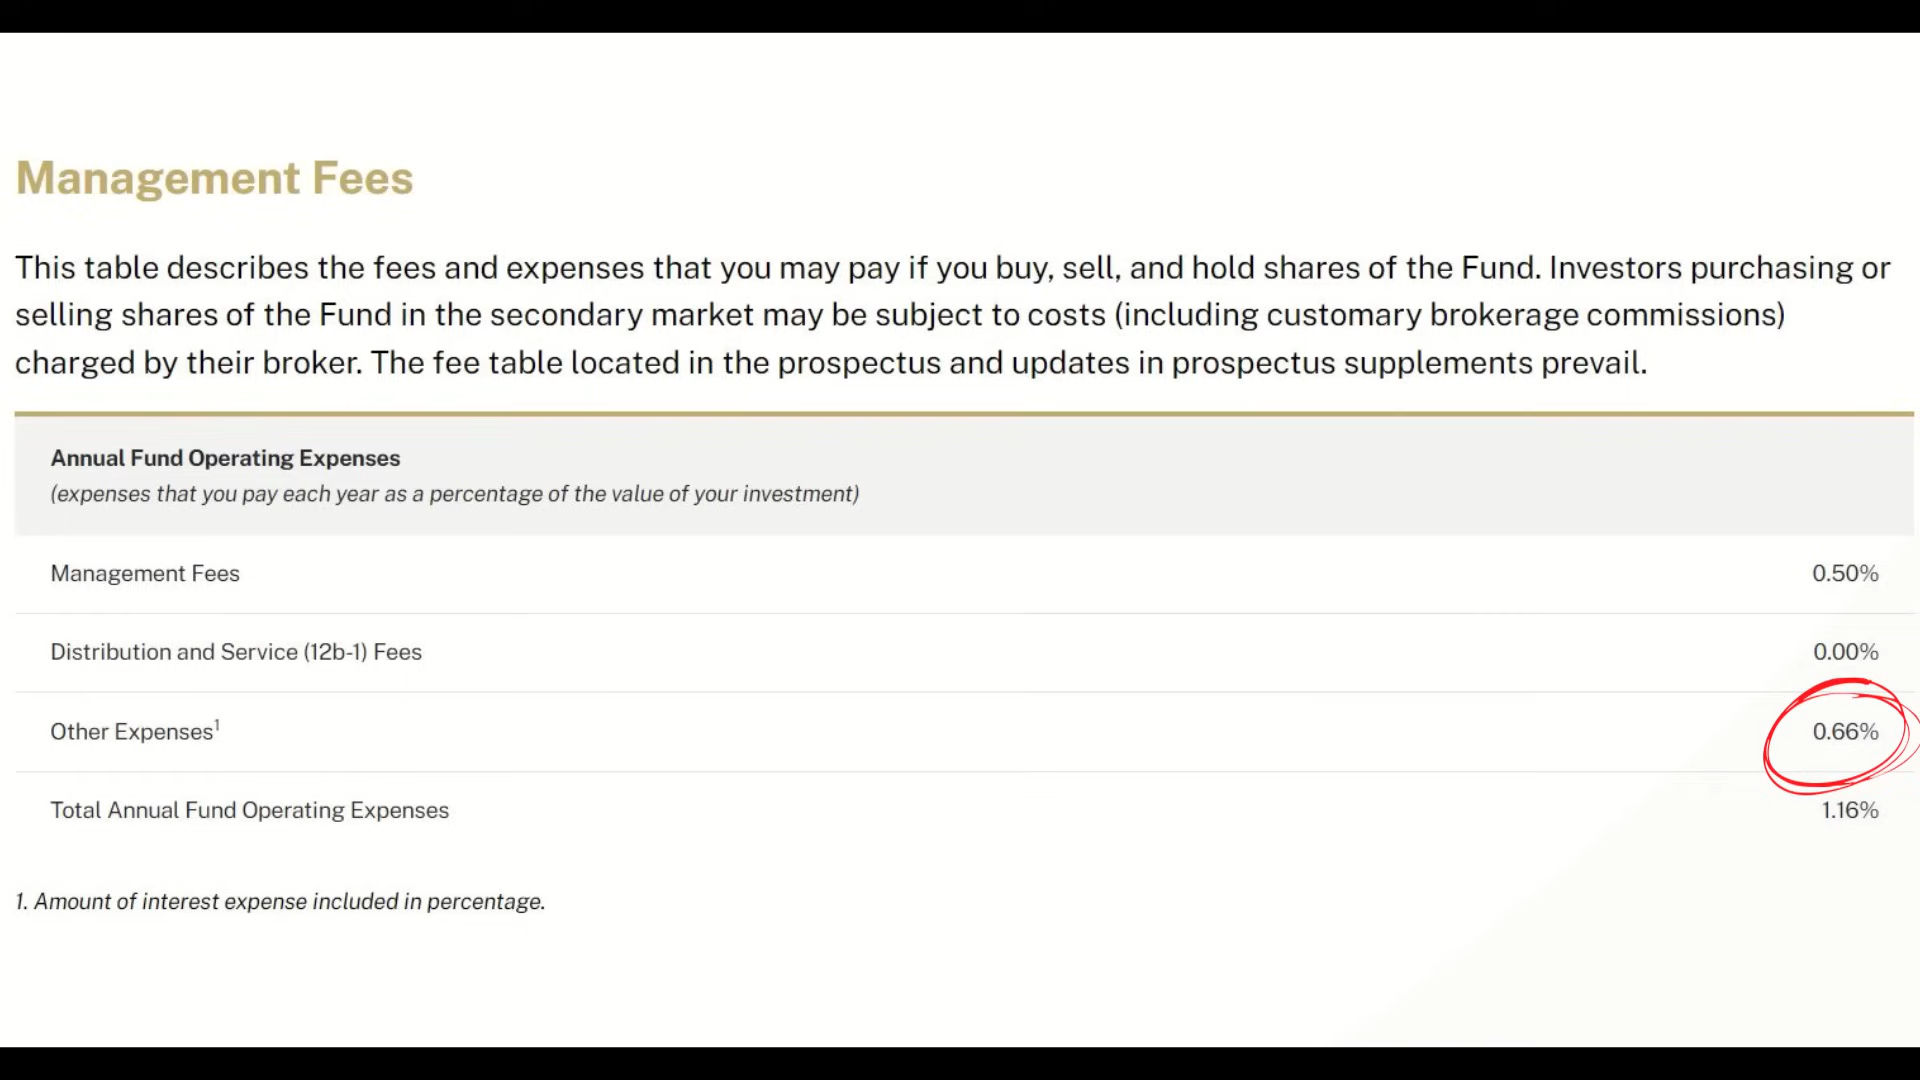 Management Fees
This table describes the fees and expenses that you may pay if you buy, sell, and hold shares of the Fund. Investors purchasing or
selling shares of the Fund in the secondary market may be subject to costs (including customary brokerage commissions)
charged by their broker. The fee table located in the prospectus and updates in prospectus supplements prevail.
Annual Fund Operating Expenses
(expenses that you pay each year as a percentage of the value of your investment)
Management Fees 0.50%
Distribution and Service (12b-1) Fees 0.00%
Other Expenses¹ 0.66%
Total Annual Fund Operating Expenses 1.16%
1. Amount of interest expense included in percentage.